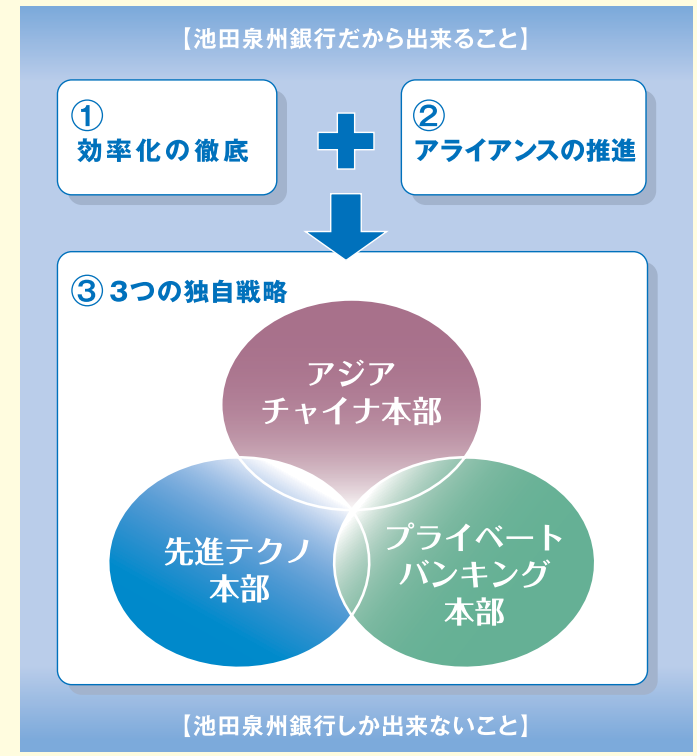 【池田泉州銀行だから出来ること】
①
効率化の徹底
②
アライアンスの推進
③3つの独自戦略
アジア
チャイナ本部
先進テクノ
本部
プライベート
バンキング
本部
【池田泉州銀行しか出来ないこと】